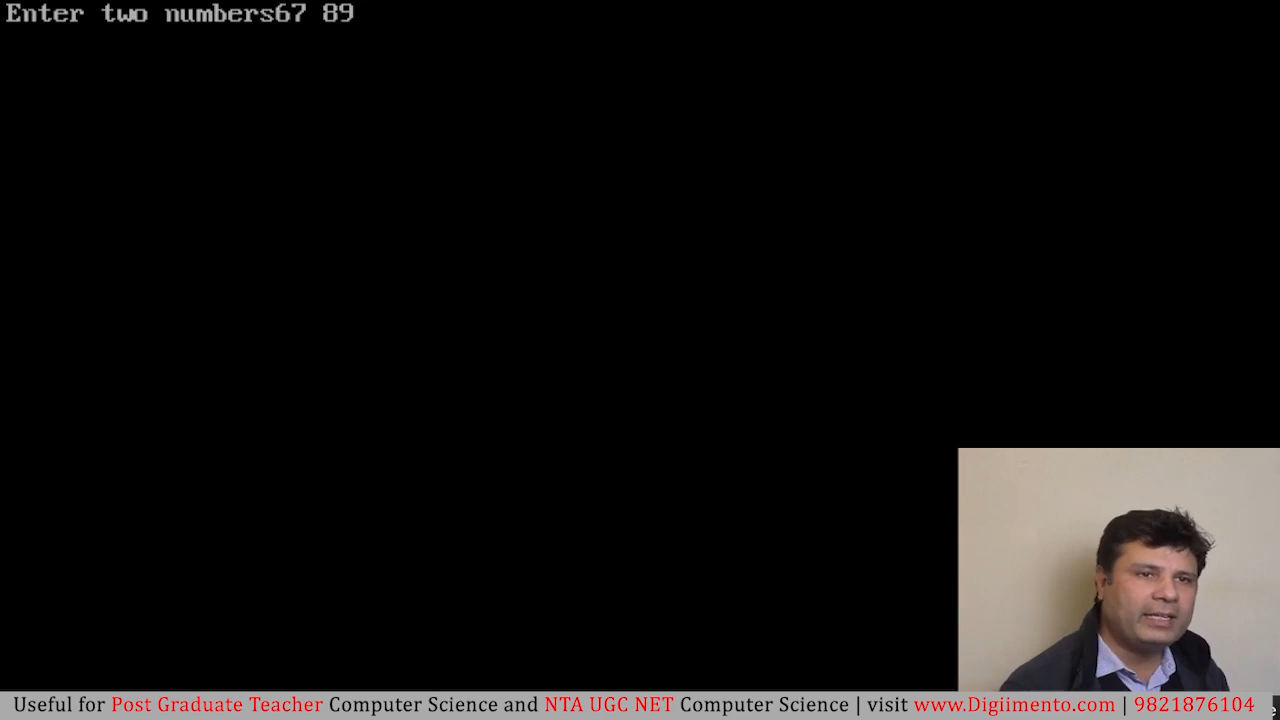 Enter two numbers67 89
Useful for Post Graduate Teacher Computer Science and NTA UGC NET Computer Science | visit www.Digiimento.com | 9821876104